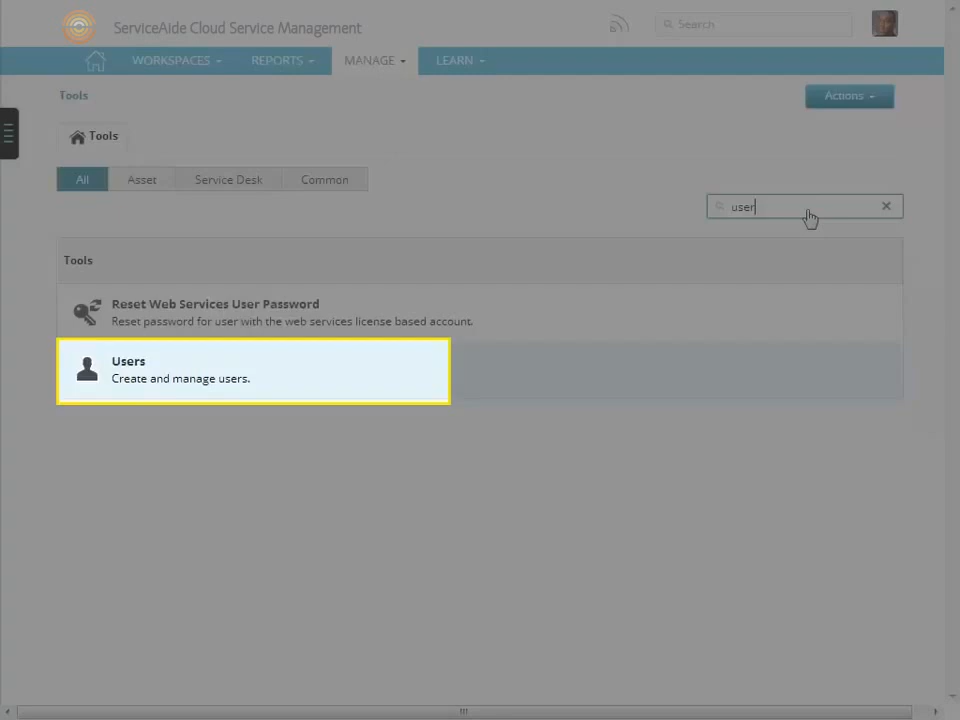 ServiceAide Cloud Service Management
Search
WORKSPACES
REPORTS
MANAGE
LEARN
Tools
Actions
Tools
All
Asset
Service Desk
Common
user
Tools
Reset Web Services User Password
Reset password for user with the web services license based account.
Users
Create and manage users.